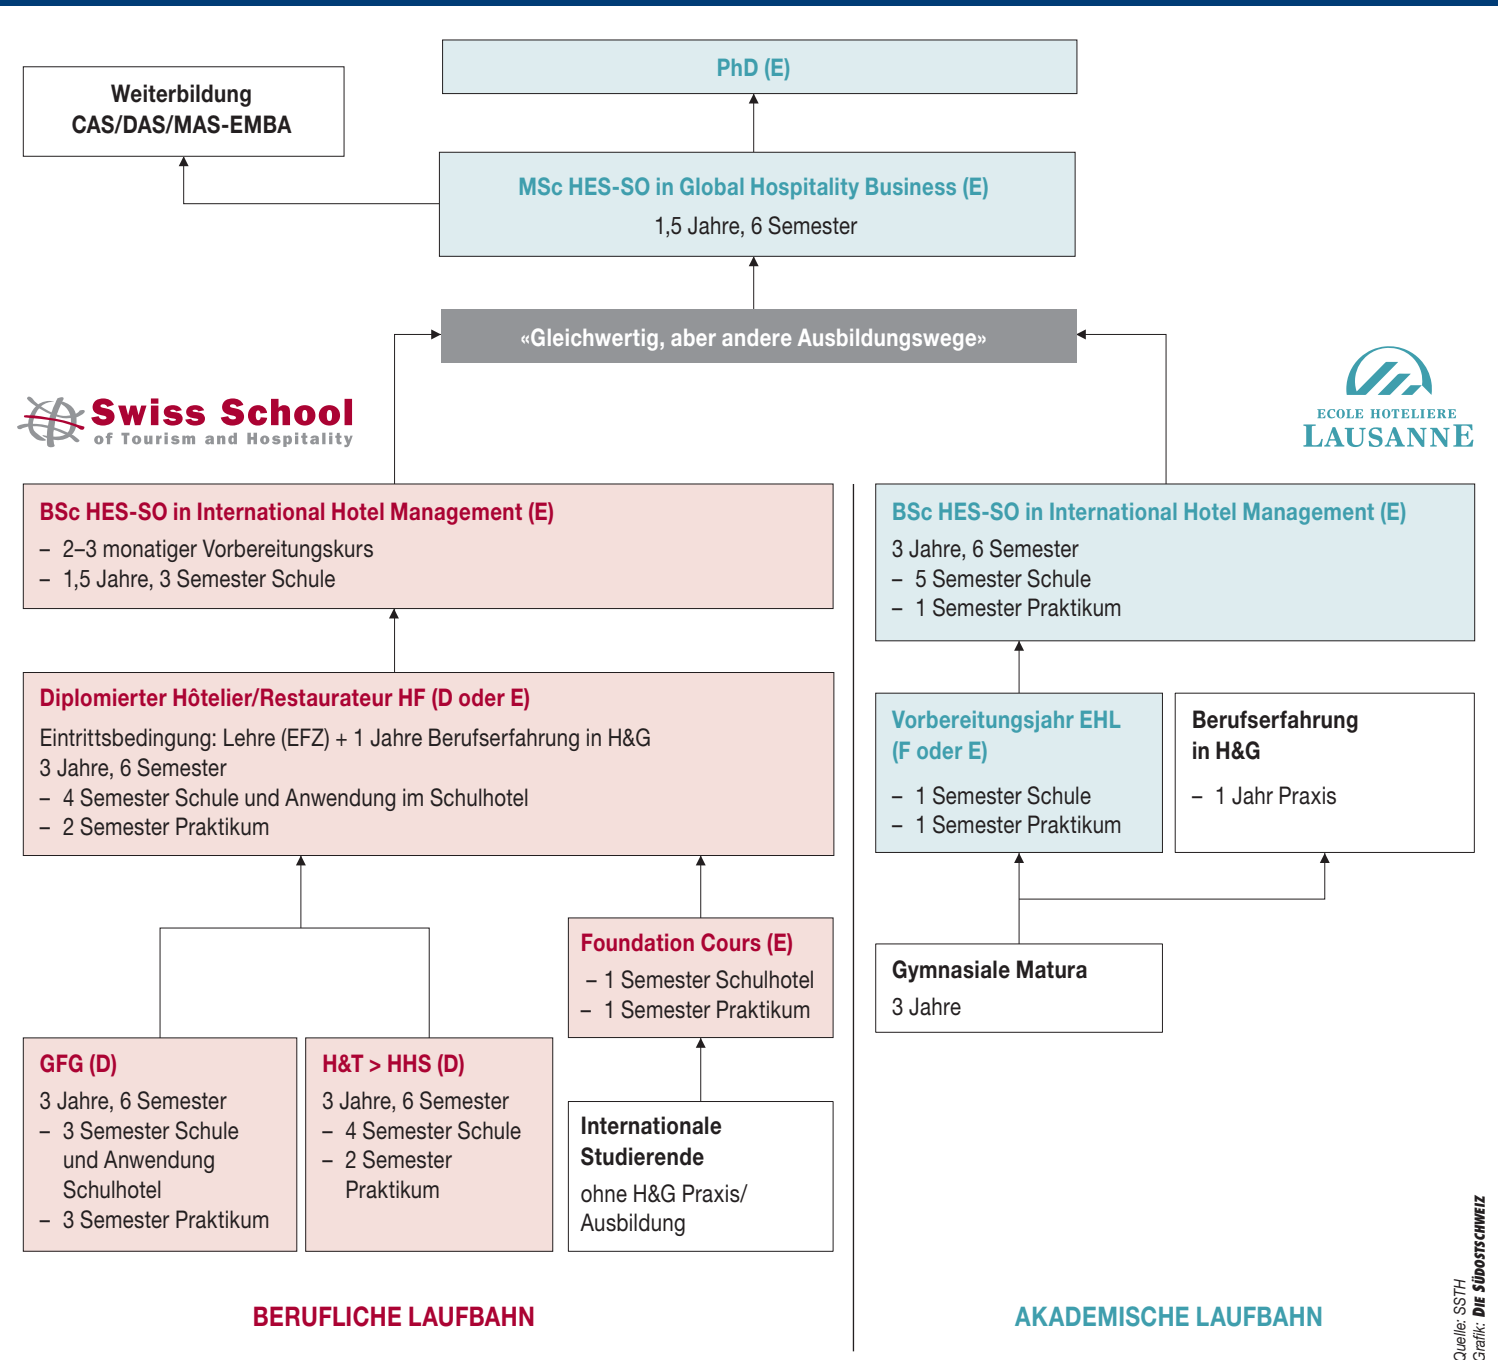 PhD (E)
Weiterbildung
CAS/DAS/MAS-EMBA
MSc HES-SO in Global Hospitality Business (E)
1,5 Jahre, 6 Semester
«Gleichwertig, aber andere Ausbildungswege»
Swiss School
of Tourism and Hospitality
ECOLE HOTELIERE
LAUSANNE
BSc HES-SO in International Hotel Management (E)
– 2–3 monatiger Vorbereitungskurs
– 1,5 Jahre, 3 Semester Schule
BSc HES-SO in International Hotel Management (E)
3 Jahre, 6 Semester
– 5 Semester Schule
– 1 Semester Praktikum
Diplomierter Hôtelier/Restaurateur HF (D oder E)
Eintrittsbedingung: Lehre (EFZ) + 1 Jahre Berufserfahrung in H&G
3 Jahre, 6 Semester
– 4 Semester Schule und Anwendung im Schulhotel
– 2 Semester Praktikum
Vorbereitungsjahr EHL
(F oder E)
– 1 Semester Schule
– 1 Semester Praktikum
Berufserfahrung
in H&G
– 1 Jahr Praxis
Foundation Cours (E)
– 1 Semester Schulhotel
– 1 Semester Praktikum
Gymnasiale Matura
3 Jahre
GFG (D)
3 Jahre, 6 Semester
– 3 Semester Schule
und Anwendung
Schulhotel
– 3 Semester Praktikum
H&T > HHS (D)
3 Jahre, 6 Semester
– 4 Semester Schule
– 2 Semester
Praktikum
Internationale
Studierende
ohne H&G Praxis/
Ausbildung
BERUFLICHE LAUFBAHN
AKADEMISCHE LAUFBAHN
Quelle: SSTH
Grafik: DIE SÜDOSTSCHWEIZ